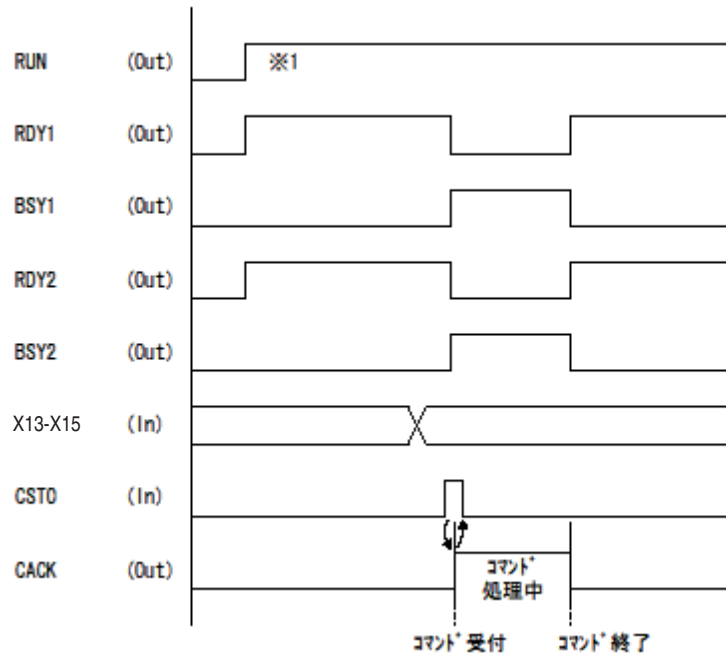 RUN (Out) ※1
RDY1 (Out)
BSY1 (Out)
RDY2 (Out)
BSY2 (Out)
X13-X15 (In)
CST0 (In)
CACK (Out)
ｺﾏﾝﾄﾞ
処理中
ｺﾏﾝﾄﾞ受付 ｺﾏﾝﾄﾞ終了